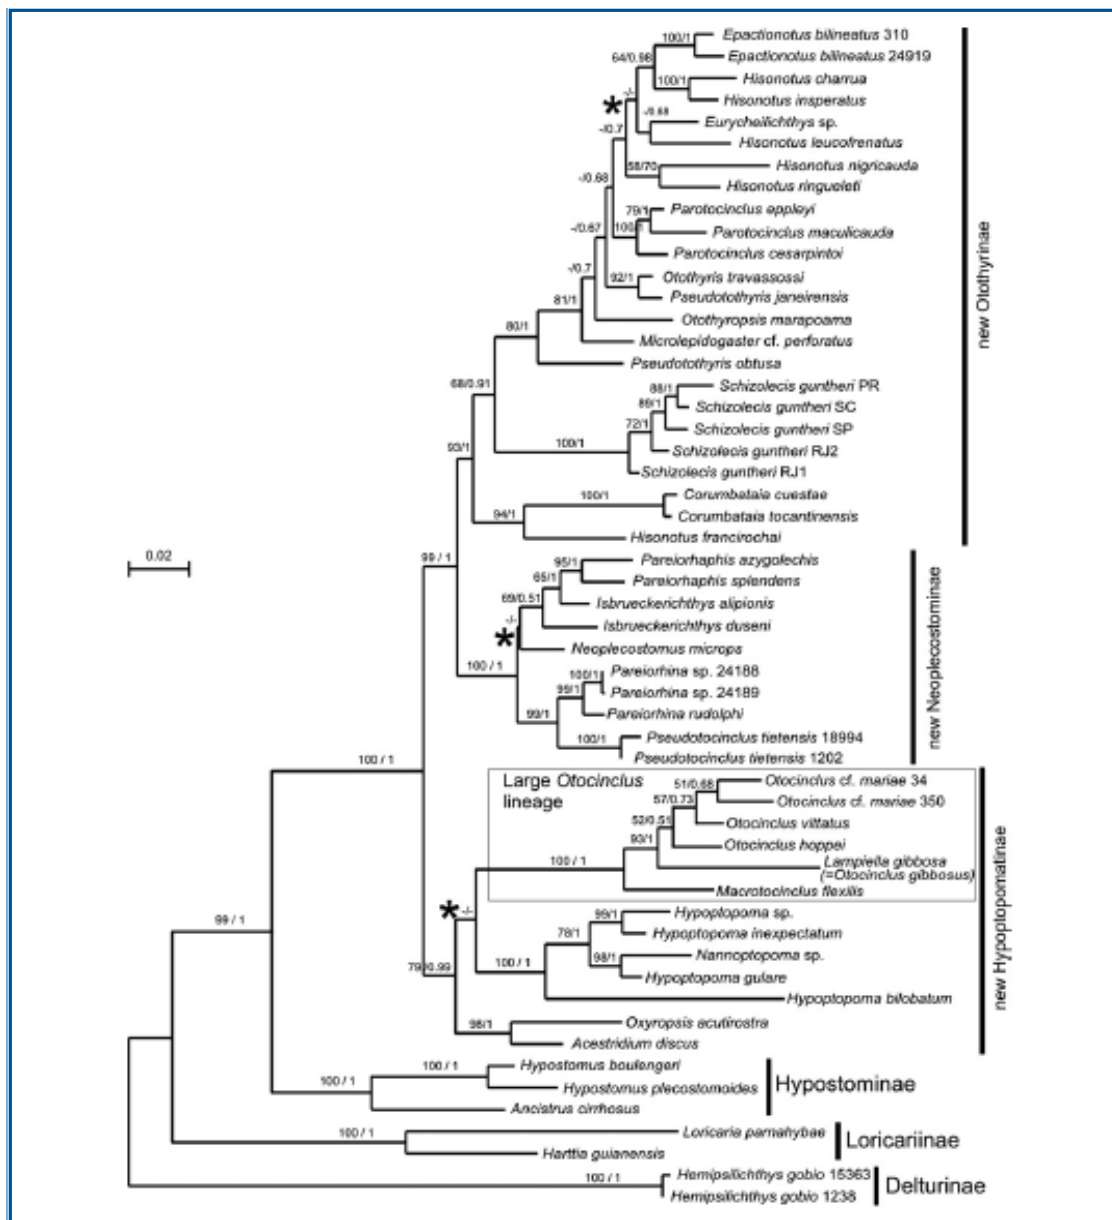 100/1
Epactionotus bilineatus 310
64/0.98
Epactionotus bilineatus 24919
Hisonotus charrua
100/1
-/-
Hisonotus insperatus
*
-/0.68
Eurycheilichthys sp.
-/0.7
Hisonotus leucofrenatus
58/70
Hisonotus nigricauda
-/0.68
Hisonotus ringueleti
79/1
Parotocinclus eppleyi
-/0.67
100/1
Parotocinclus maculicauda
Parotocinclus cesarpintoi
-/0.7
92/1
Otothyris travassossi
Pseudotothyris janeirensis
81/1
Otothyropsis marapoama
80/1
Microlepidogaster cf. perforatus
Pseudotothyris obtusa
68/0.91
88/1
Schizolecis guntheri PR
89/1
Schizolecis guntheri SC
72/1
Schizolecis guntheri SP
93/1
100/1
Schizolecis guntheri RJ2
Schizolecis guntheri RJ1
100/1
Corumbataia cuestae
94/1
Corumbataia tocantinensis
Hisonotus francirochai
new Otothyrinae
0.02
99 / 1
95/1
Pareiorhaphis azygolechis
65/1
Pareiorhaphis splendens
69/0.51
Isbrueckerichthys alipionis
-/-
Isbrueckerichthys duseni
*
Neoplecostomus microps
100 / 1
100/1
Pareiorhina sp. 24188
99/1
Pareiorhina sp. 24189
99/1
Pareiorhina rudolphi
100/1
Pseudotocinclus tietensis 18994
Pseudotocinclus tietensis 1202
new Neoplecostominae
100 / 1
Large Otocinclus
lineage
51/0.68
Otocinclus cf. mariae 34
57/0.73
Otocinclus cf. mariae 350
52/0.51
Otocinclus vittatus
93/1
Otocinclus hoppei
100 / 1
Lampiella gibbosa
(=Otocinclus gibbosus)
Macrotocinclus flexilis
*
-/-
99/1
Hypoptopoma sp.
78/1
Hypoptopoma inexpectatum
98/1
Nannoptopoma sp.
79/0.99
100 / 1
Hypoptopoma gulare
Hypoptopoma bilobatum
98/1
Oxyropsis acutirostra
Acestridium discus
new Hypoptopomatinae
99 / 1
100 / 1
Hypostomus boulengeri
100 / 1
Hypostomus plecostomoides
Ancistrus cirrhosus
Hypostominae
100 / 1
Loricaria parnahybae
Harttia guianensis
Loricariinae
100 / 1
Hemipsilichthys gobio 15363
Hemipsilichthys gobio 1238
Delturinae